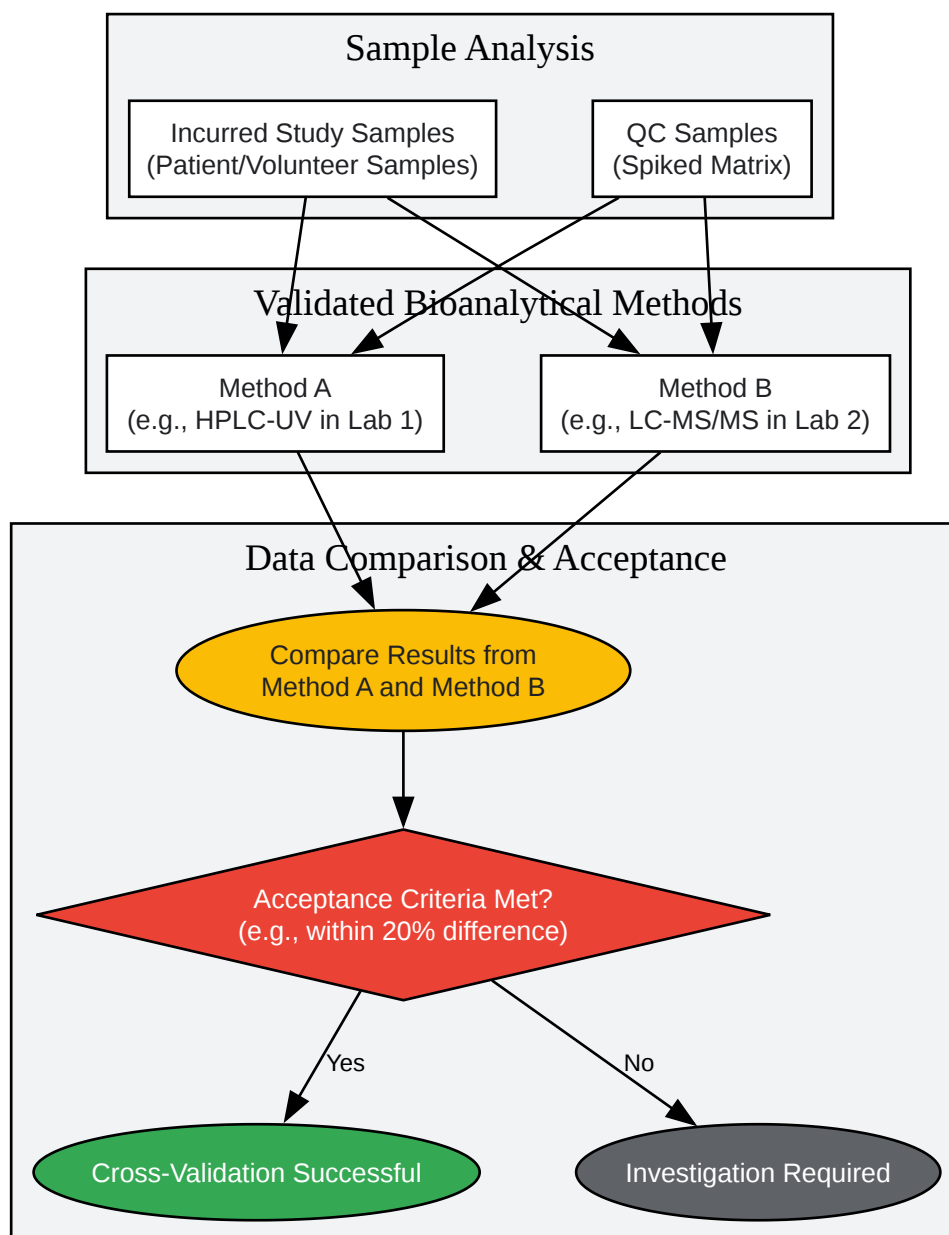 Sample Analysis
Incurred Study Samples
(Patient/Volunteer Samples)
QC Samples
(Spiked Matrix)
Validated Bioanalytical Methods
Method A
(e.g., HPLC-UV in Lab 1)
Method B
(e.g., LC-MS/MS in Lab 2)
Data Comparison & Acceptance
Compare Results from
Method A and Method B
Acceptance Criteria Met?
(e.g., within 20% difference)
Yes
No
Cross-Validation Successful
Investigation Required